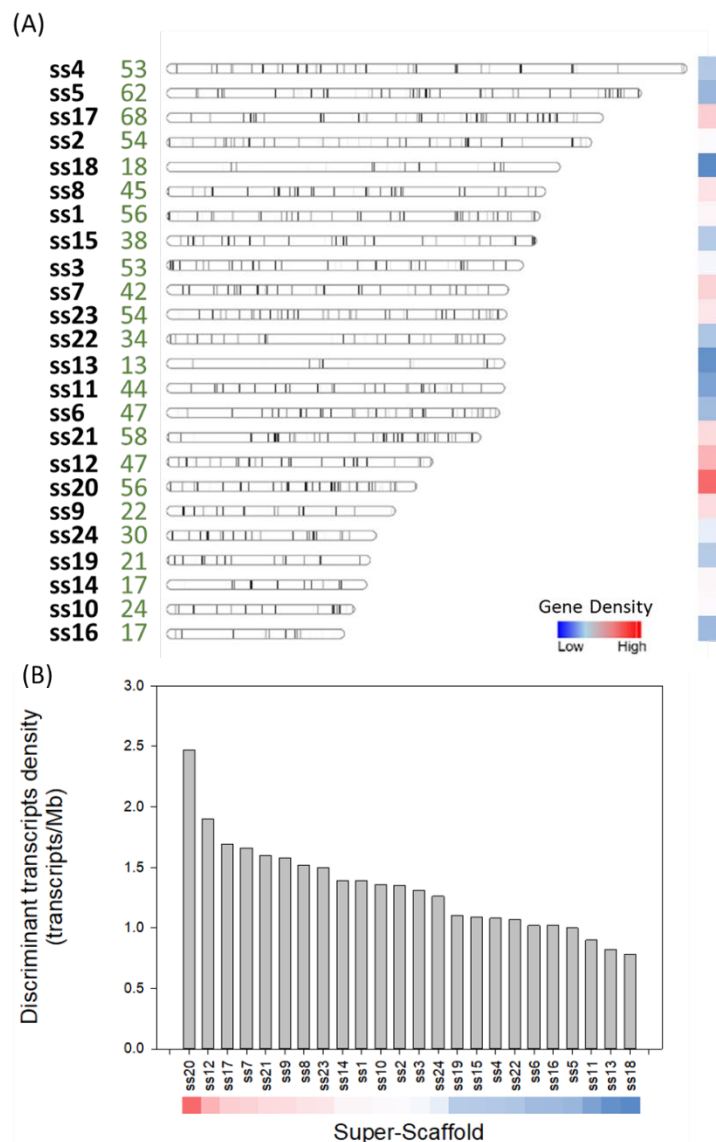 (A)
ss4 53
ss5 62
ss17 68
ss2 54
ss18 18
ss8 45
ss1 56
ss15 38
ss3 53
ss7 42
ss23 54
ss22 34
ss13 13
ss11 44
ss6 47
ss21 58
ss12 47
ss20 56
ss9 22
ss24 30
ss19 21
ss14 17
ss10 24
ss16 17
Gene Density
Low High
(B)
Discriminant transcripts density
(transcripts/Mb)
3.0
2.5
2.0
1.5
1.0
0.5
0.0
ss20 ss12 ss17 ss7 ss21 ss9 ss8 ss23 ss14 ss1 ss10 ss2 ss3 ss24 ss19 ss15 ss4 ss22 ss6 ss16 ss5 ss11 ss13 ss18
Super-Scaffold